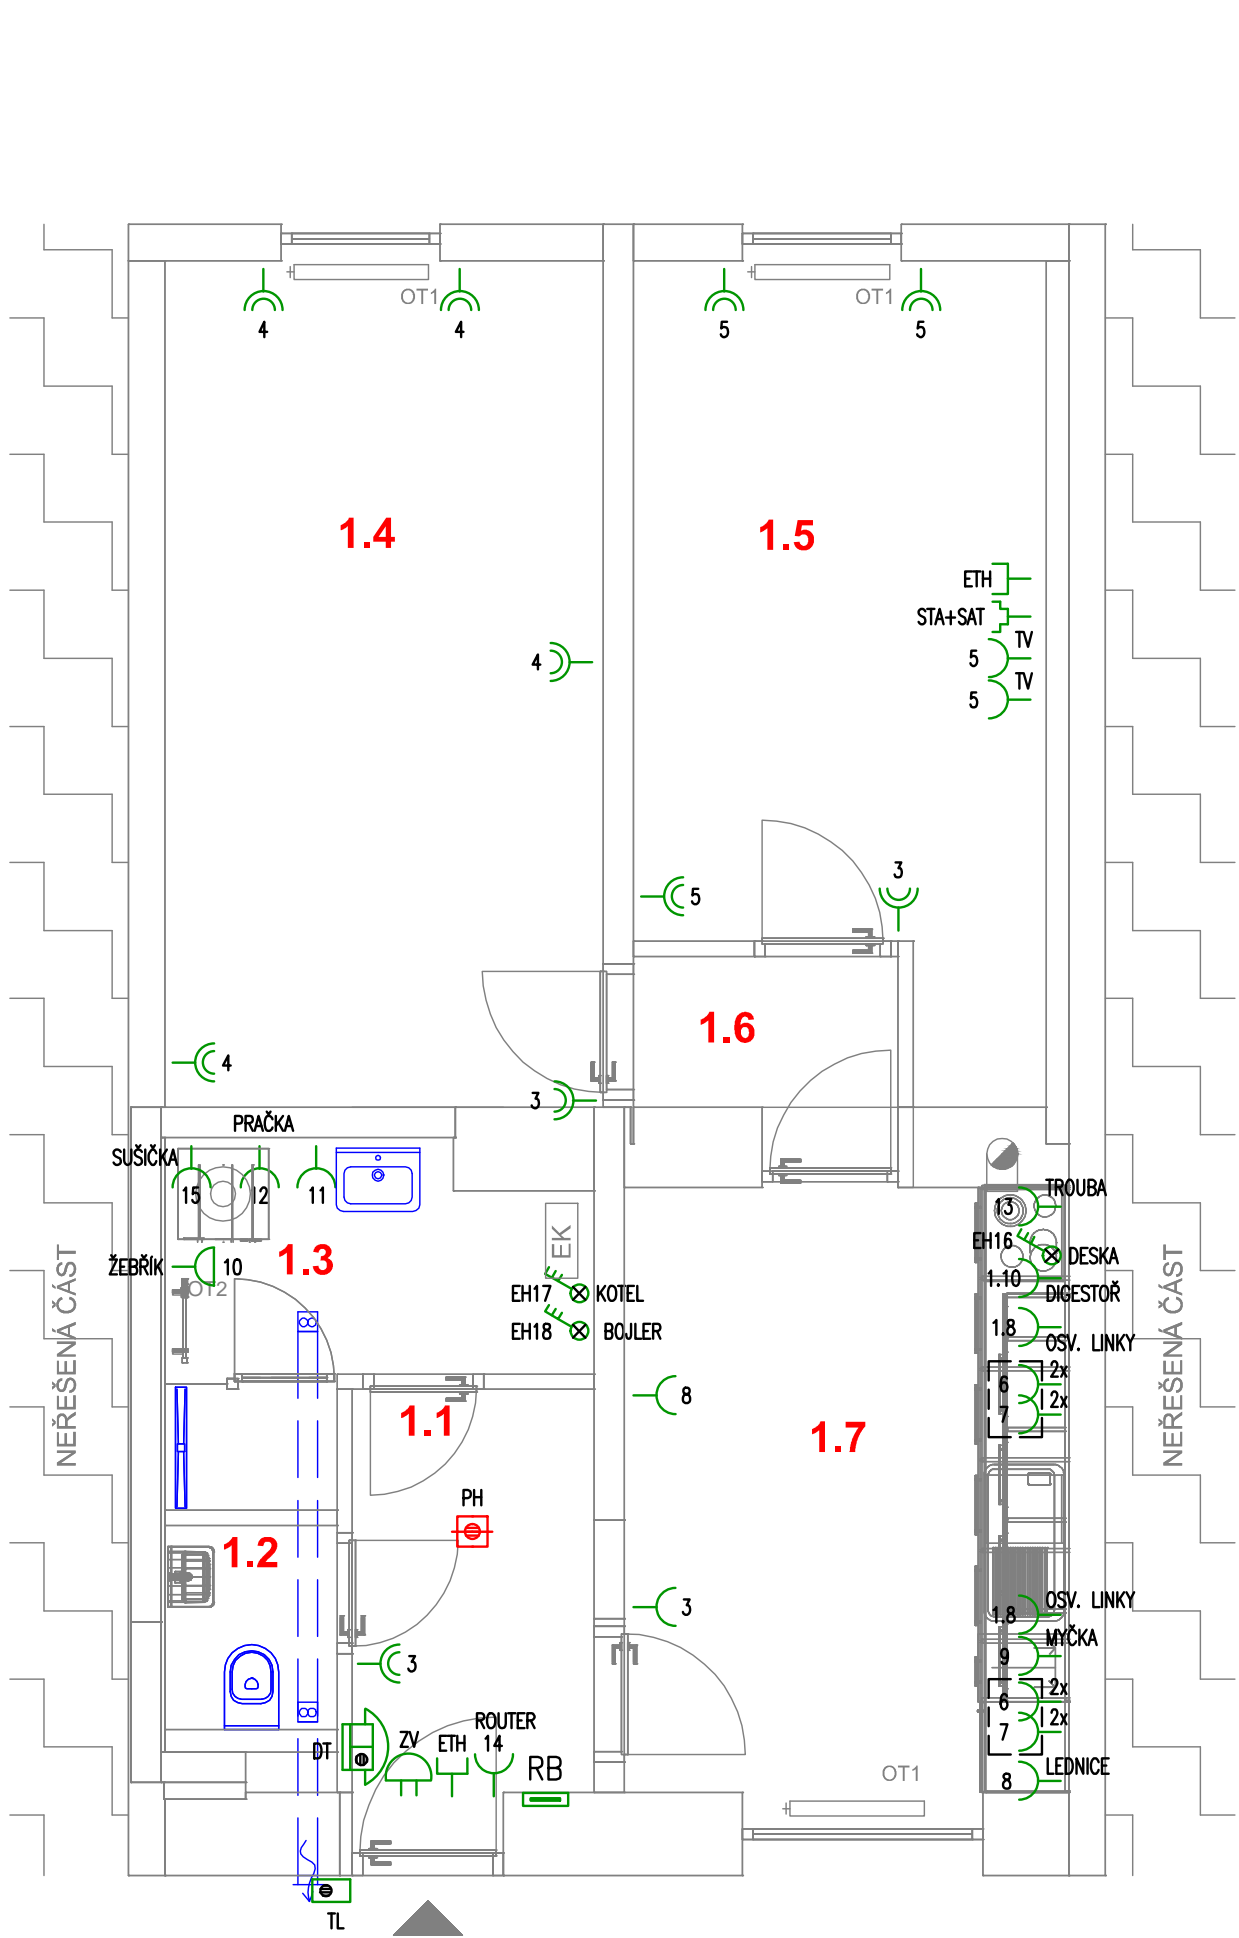 OT1
OT1
4
4
5
5
1.4
1.5
ETH
STA+SAT
TV
5
TV
5
4
3
5
1.6
4
3
PRAČKA
SUŠIČKA
15
12
11
TROUBA
13
EK
EH16
DESKA
1.3
ŽEBŘÍK
10
OT2
1.10
DIGESTOŘ
EH17
KOTEL
EH18
BOJLER
1.8
OSV. LINKY
NEŘEŠENÁ ČÁST
NEŘEŠENÁ ČÁST
2x
6
2x
7
8
1.1
1.7
PH
1.2
3
OSV. LINKY
1.8
MYČKA
9
3
2x
6
2x
7
ROUTER
14
ZV
ETH
DT
RB
OT1
LEDNICE
8
TL